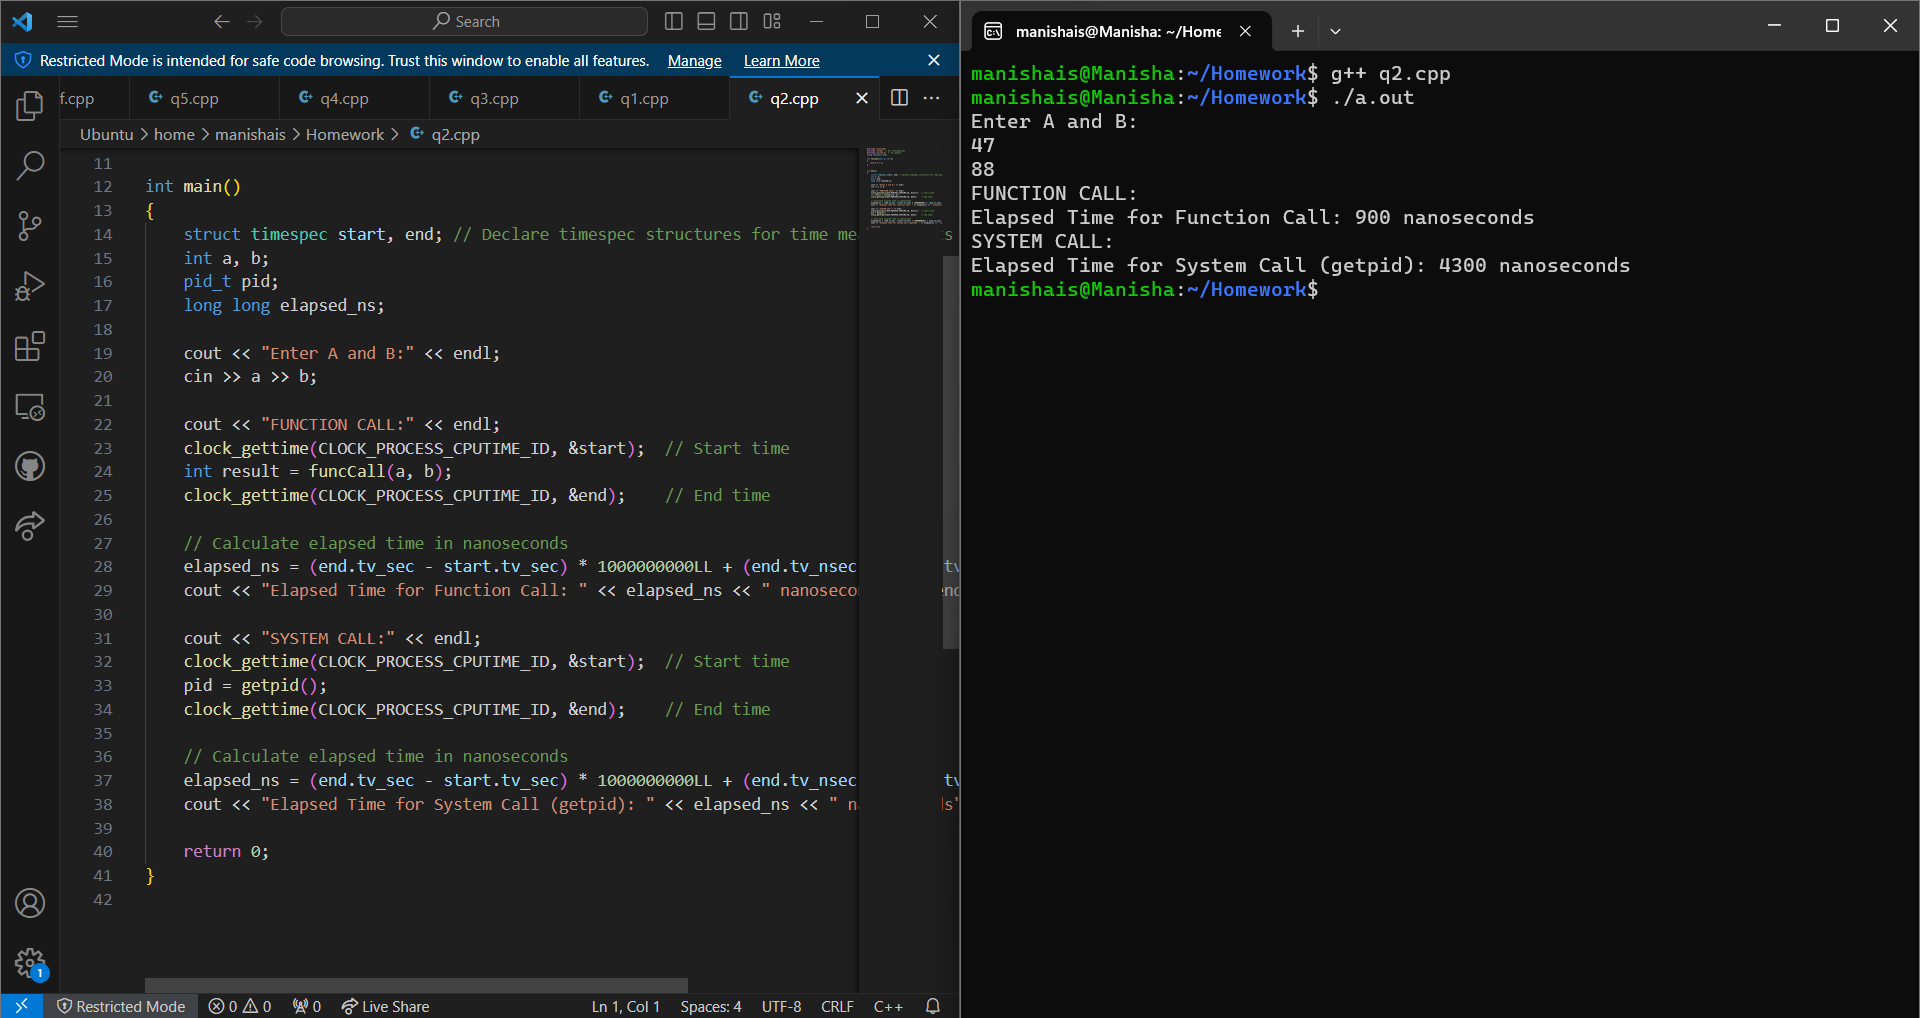 Search
Restricted Mode is intended for safe code browsing. Trust this window to enable all features. Manage Learn More
f.cpp q5.cpp q4.cpp q3.cpp q1.cpp q2.cpp
Ubuntu > home > manishais > Homework > q2.cpp
11
12 int main()
13 {
14 struct timespec start, end; // Declare timespec structures for time me s
15 int a, b;
16 pid_t pid;
17 long long elapsed_ns;
18
19 cout << "Enter A and B:" << endl;
20 cin >> a >> b;
21
22 cout << "FUNCTION CALL:" << endl;
23 clock_gettime(CLOCK_PROCESS_CPUTIME_ID, &start); // Start time
24 int result = funcCall(a, b);
25 clock_gettime(CLOCK_PROCESS_CPUTIME_ID, &end); // End time
26
27 // Calculate elapsed time in nanoseconds
28 elapsed_ns = (end.tv_sec - start.tv_sec) * 1000000000LL + (end.tv_nsec tv
29 cout << "Elapsed Time for Function Call: " << elapsed_ns << " nanoseco nd
30
31 cout << "SYSTEM CALL:" << endl;
32 clock_gettime(CLOCK_PROCESS_CPUTIME_ID, &start); // Start time
33 pid = getpid();
34 clock_gettime(CLOCK_PROCESS_CPUTIME_ID, &end); // End time
35
36 // Calculate elapsed time in nanoseconds
37 elapsed_ns = (end.tv_sec - start.tv_sec) * 1000000000LL + (end.tv_nsec tv
38 cout << "Elapsed Time for System Call (getpid): " << elapsed_ns << " n s"
39
40 return 0;
41 }
42
1
Restricted Mode 0 0 0 Live Share Ln 1, Col 1 Spaces: 4 UTF-8 CRLF C++
manishais@Manisha: ~/Home
manishais@Manisha:~/Homework$ g++ q2.cpp
manishais@Manisha:~/Homework$ ./a.out
Enter A and B:
47
88
FUNCTION CALL:
Elapsed Time for Function Call: 900 nanoseconds
SYSTEM CALL:
Elapsed Time for System Call (getpid): 4300 nanoseconds
manishais@Manisha:~/Homework$